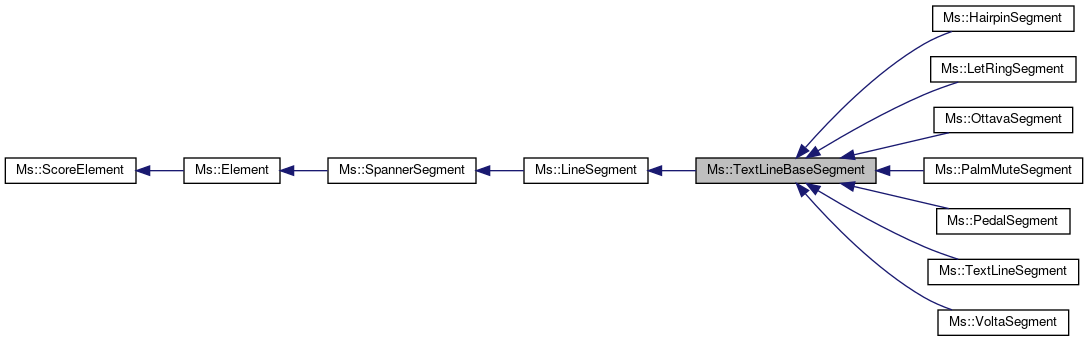 Ms::ScoreElement
Ms::Element
Ms::SpannerSegment
Ms::LineSegment
Ms::TextLineBaseSegment
Ms::HairpinSegment
Ms::LetRingSegment
Ms::OttavaSegment
Ms::PalmMuteSegment
Ms::PedalSegment
Ms::TextLineSegment
Ms::VoltaSegment